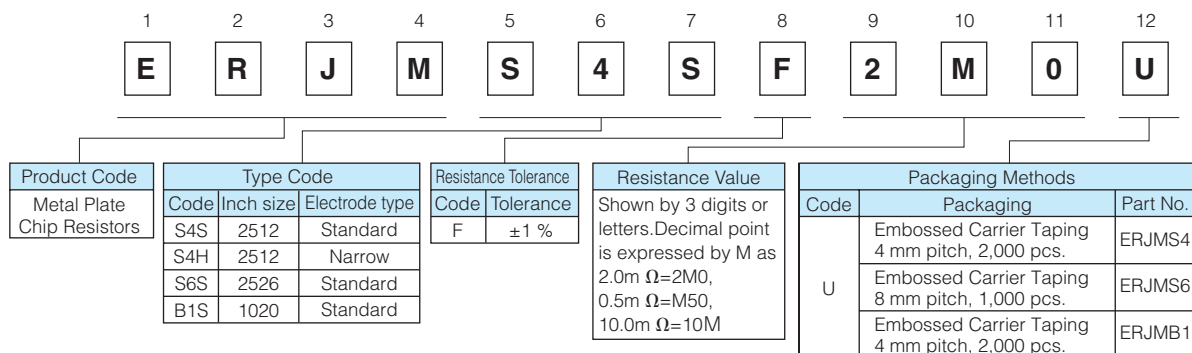 1 2 3 4 5 6 7 8 9 10 11 12
E R J M S 4 S F 2 M 0 U
Product Code
Metal Plate
Chip Resistors
Type Code
Code Inch size Electrode type
S4S 2512 Standard
S4H 2512 Narrow
S6S 2526 Standard
B1S 1020 Standard
Resistance Tolerance
Code Tolerance
F ±1 %
Resistance Value
Shown by 3 digits or
letters.Decimal point
is expressed by M as
2.0m Ω=2M0,
0.5m Ω=M50,
10.0m Ω=10M
Packaging Methods
Code Packaging Part No.
U
Embossed Carrier Taping
4 mm pitch, 2,000 pcs.
ERJMS4
Embossed Carrier Taping
8 mm pitch, 1,000 pcs.
ERJMS6
Embossed Carrier Taping
4 mm pitch, 2,000 pcs.
ERJMB1